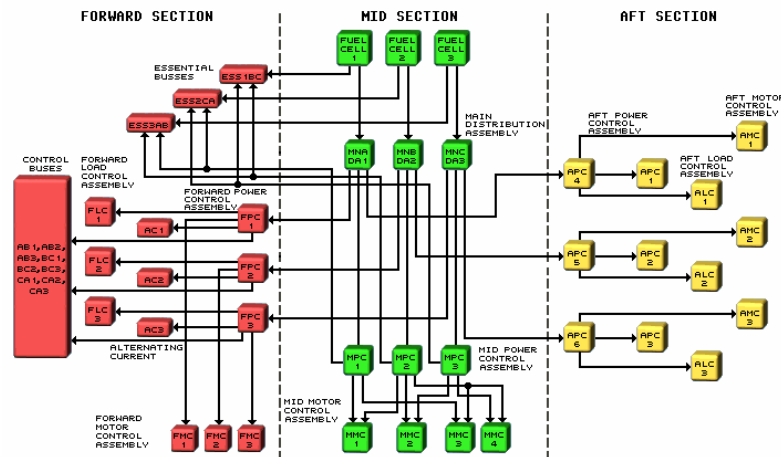 FORWARD SECTION
MID SECTION
AFT SECTION
FUEL
CELL
1
FUEL
CELL
2
FUEL
CELL
3
ESSENTIAL
BUSSES
ESS1BC
ESS2CA
ESS3AB
MAIN
DISTRIBUTION
ASSEMBLY
AFT POWER
CONTROL
ASSEMBLY
AFT MOTOR
CONTROL
ASSEMBLY
AMC
1
CONTROL
BUSES
FORWARD
LOAD
CONTROL
ASSEMBLY
FORWARD POWER
CONTROL
ASSEMBLY
MNA
DA1
MNB
DA2
MNC
DA3
AFT LOAD
CONTROL
ASSEMBLY
APC
4
APC
1
ALC
1
FLC
1
AC1
FPC
1
AB1,AB2,
AB3,BC1,
BC2,BC3,
CA1,CA2,
CA3
FLC
2
AC2
FPC
2
APC
5
APC
2
AMC
2
ALC
2
FLC
3
AC3
FPC
3
ALTERNATING
CURRENT
APC
6
APC
3
AMC
3
ALC
3
MPC
1
MPC
2
MPC
3
MID POWER
CONTROL
ASSEMBLY
MID MOTOR
CONTROL
ASSEMBLY
FORWARD
MOTOR
CONTROL
ASSEMBLY
FMC
1
FMC
2
FMC
3
MMC
1
MMC
2
MMC
3
MMC
4